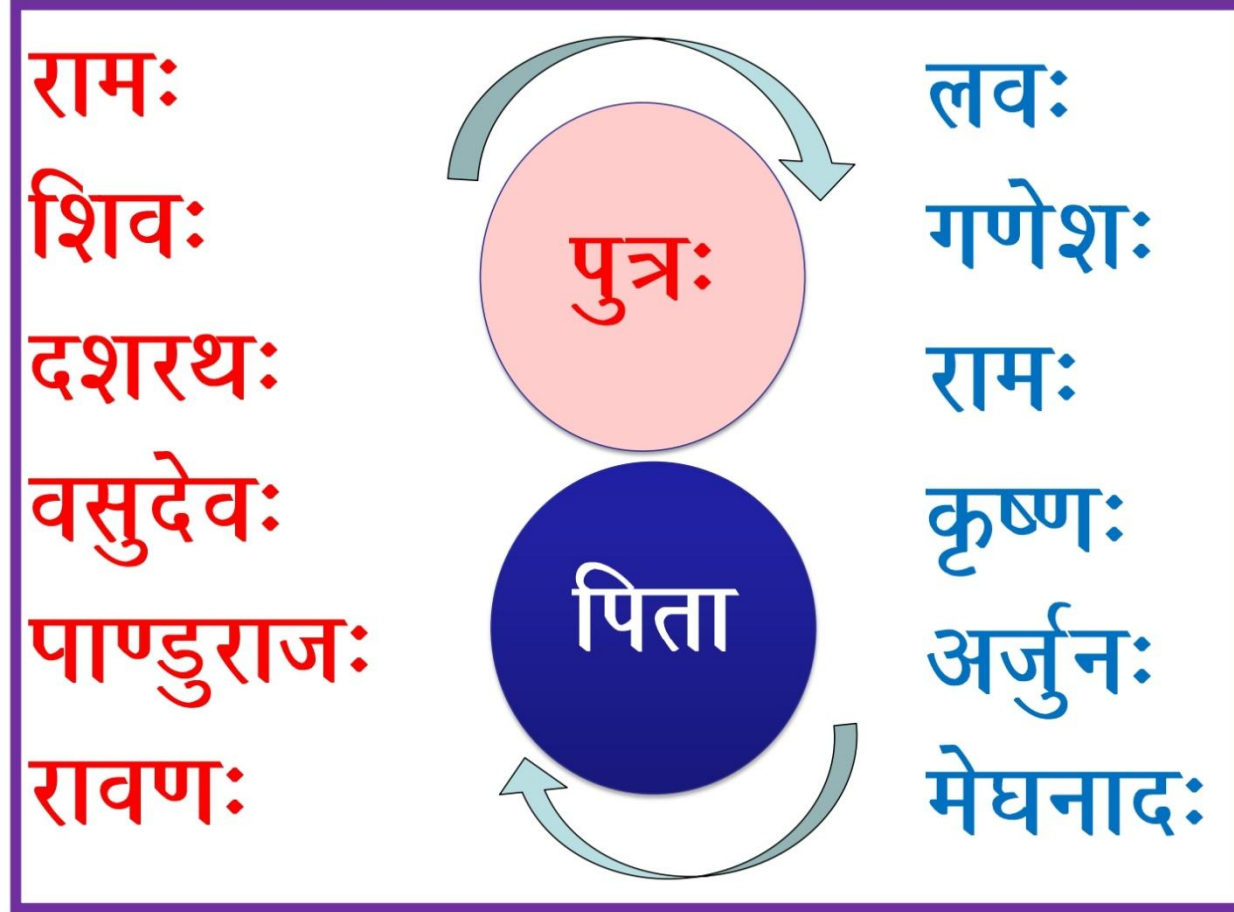 रामः
शिवः
दशरथः
वसुदेवः
पाण्डुराजः
रावणः
पुत्रः
पिता
लवः
गणेशः
रामः
कृष्णः
अर्जुनः
मेघनादः